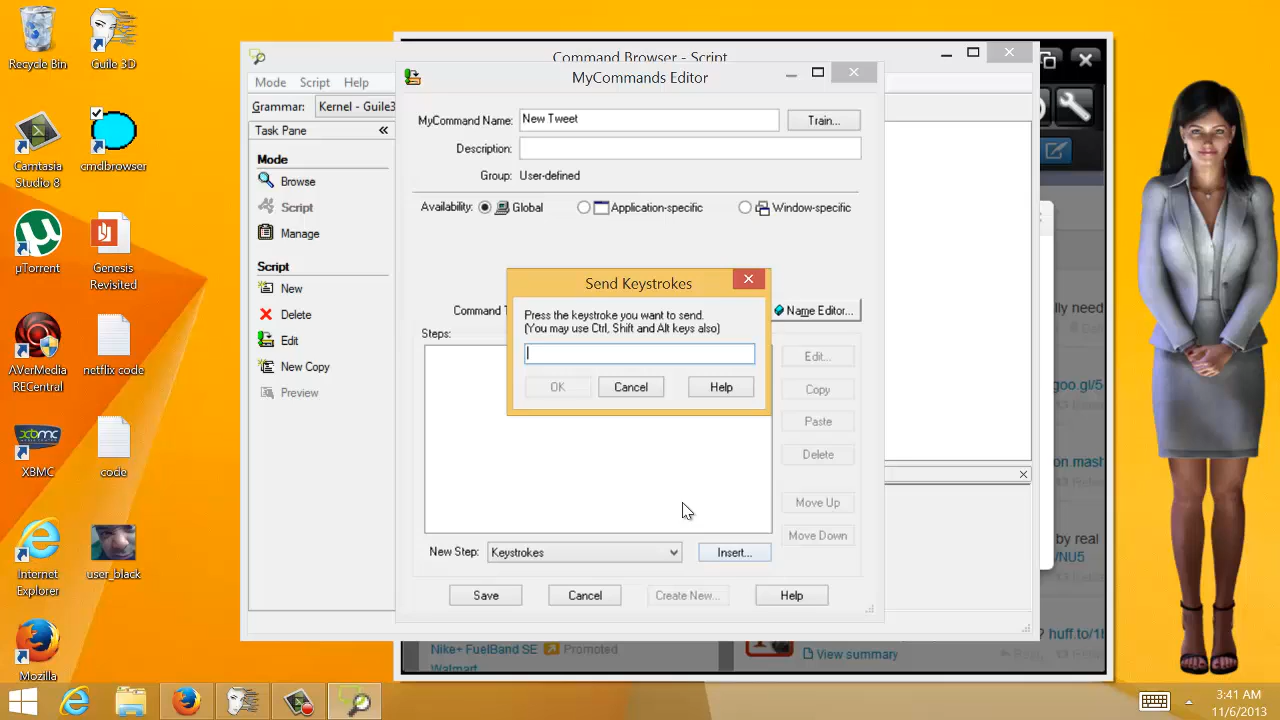 Recycle Bin
Guile 3D
Camtasia
Studio 8
cmdbrowser
µTorrent
Genesis
Revisited
AVerMedia
RECentral
netflix code
XBMC
code
Internet
Explorer
user_black
Mozilla
Command Browser - Script
Mode Script Help
Grammar: Kernel - Guile3
Task Pane
Mode
Browse
Script
Manage
Script
New
Delete
Edit
New Copy
Preview
MyCommands Editor
MyCommand Name: New Tweet Train...
Description:
Group: User-defined
Availability: Global Application-specific Window-specific
Command T
Name Editor...
Steps:
Edit...
Copy
Paste
Delete
Move Up
Move Down
New Step: Keystrokes Insert...
Save Cancel Create New... Help
Send Keystrokes
Press the keystroke you want to send.
(You may use Ctrl, Shift and Alt keys also)
OK Cancel Help
ally need
goo.gl/5
on.mash
by real
/NU5
? huff.to/1h
Reply
Nike+ FuelBand SE Promoted
Walmart
View summary
3:41 AM
11/6/2013